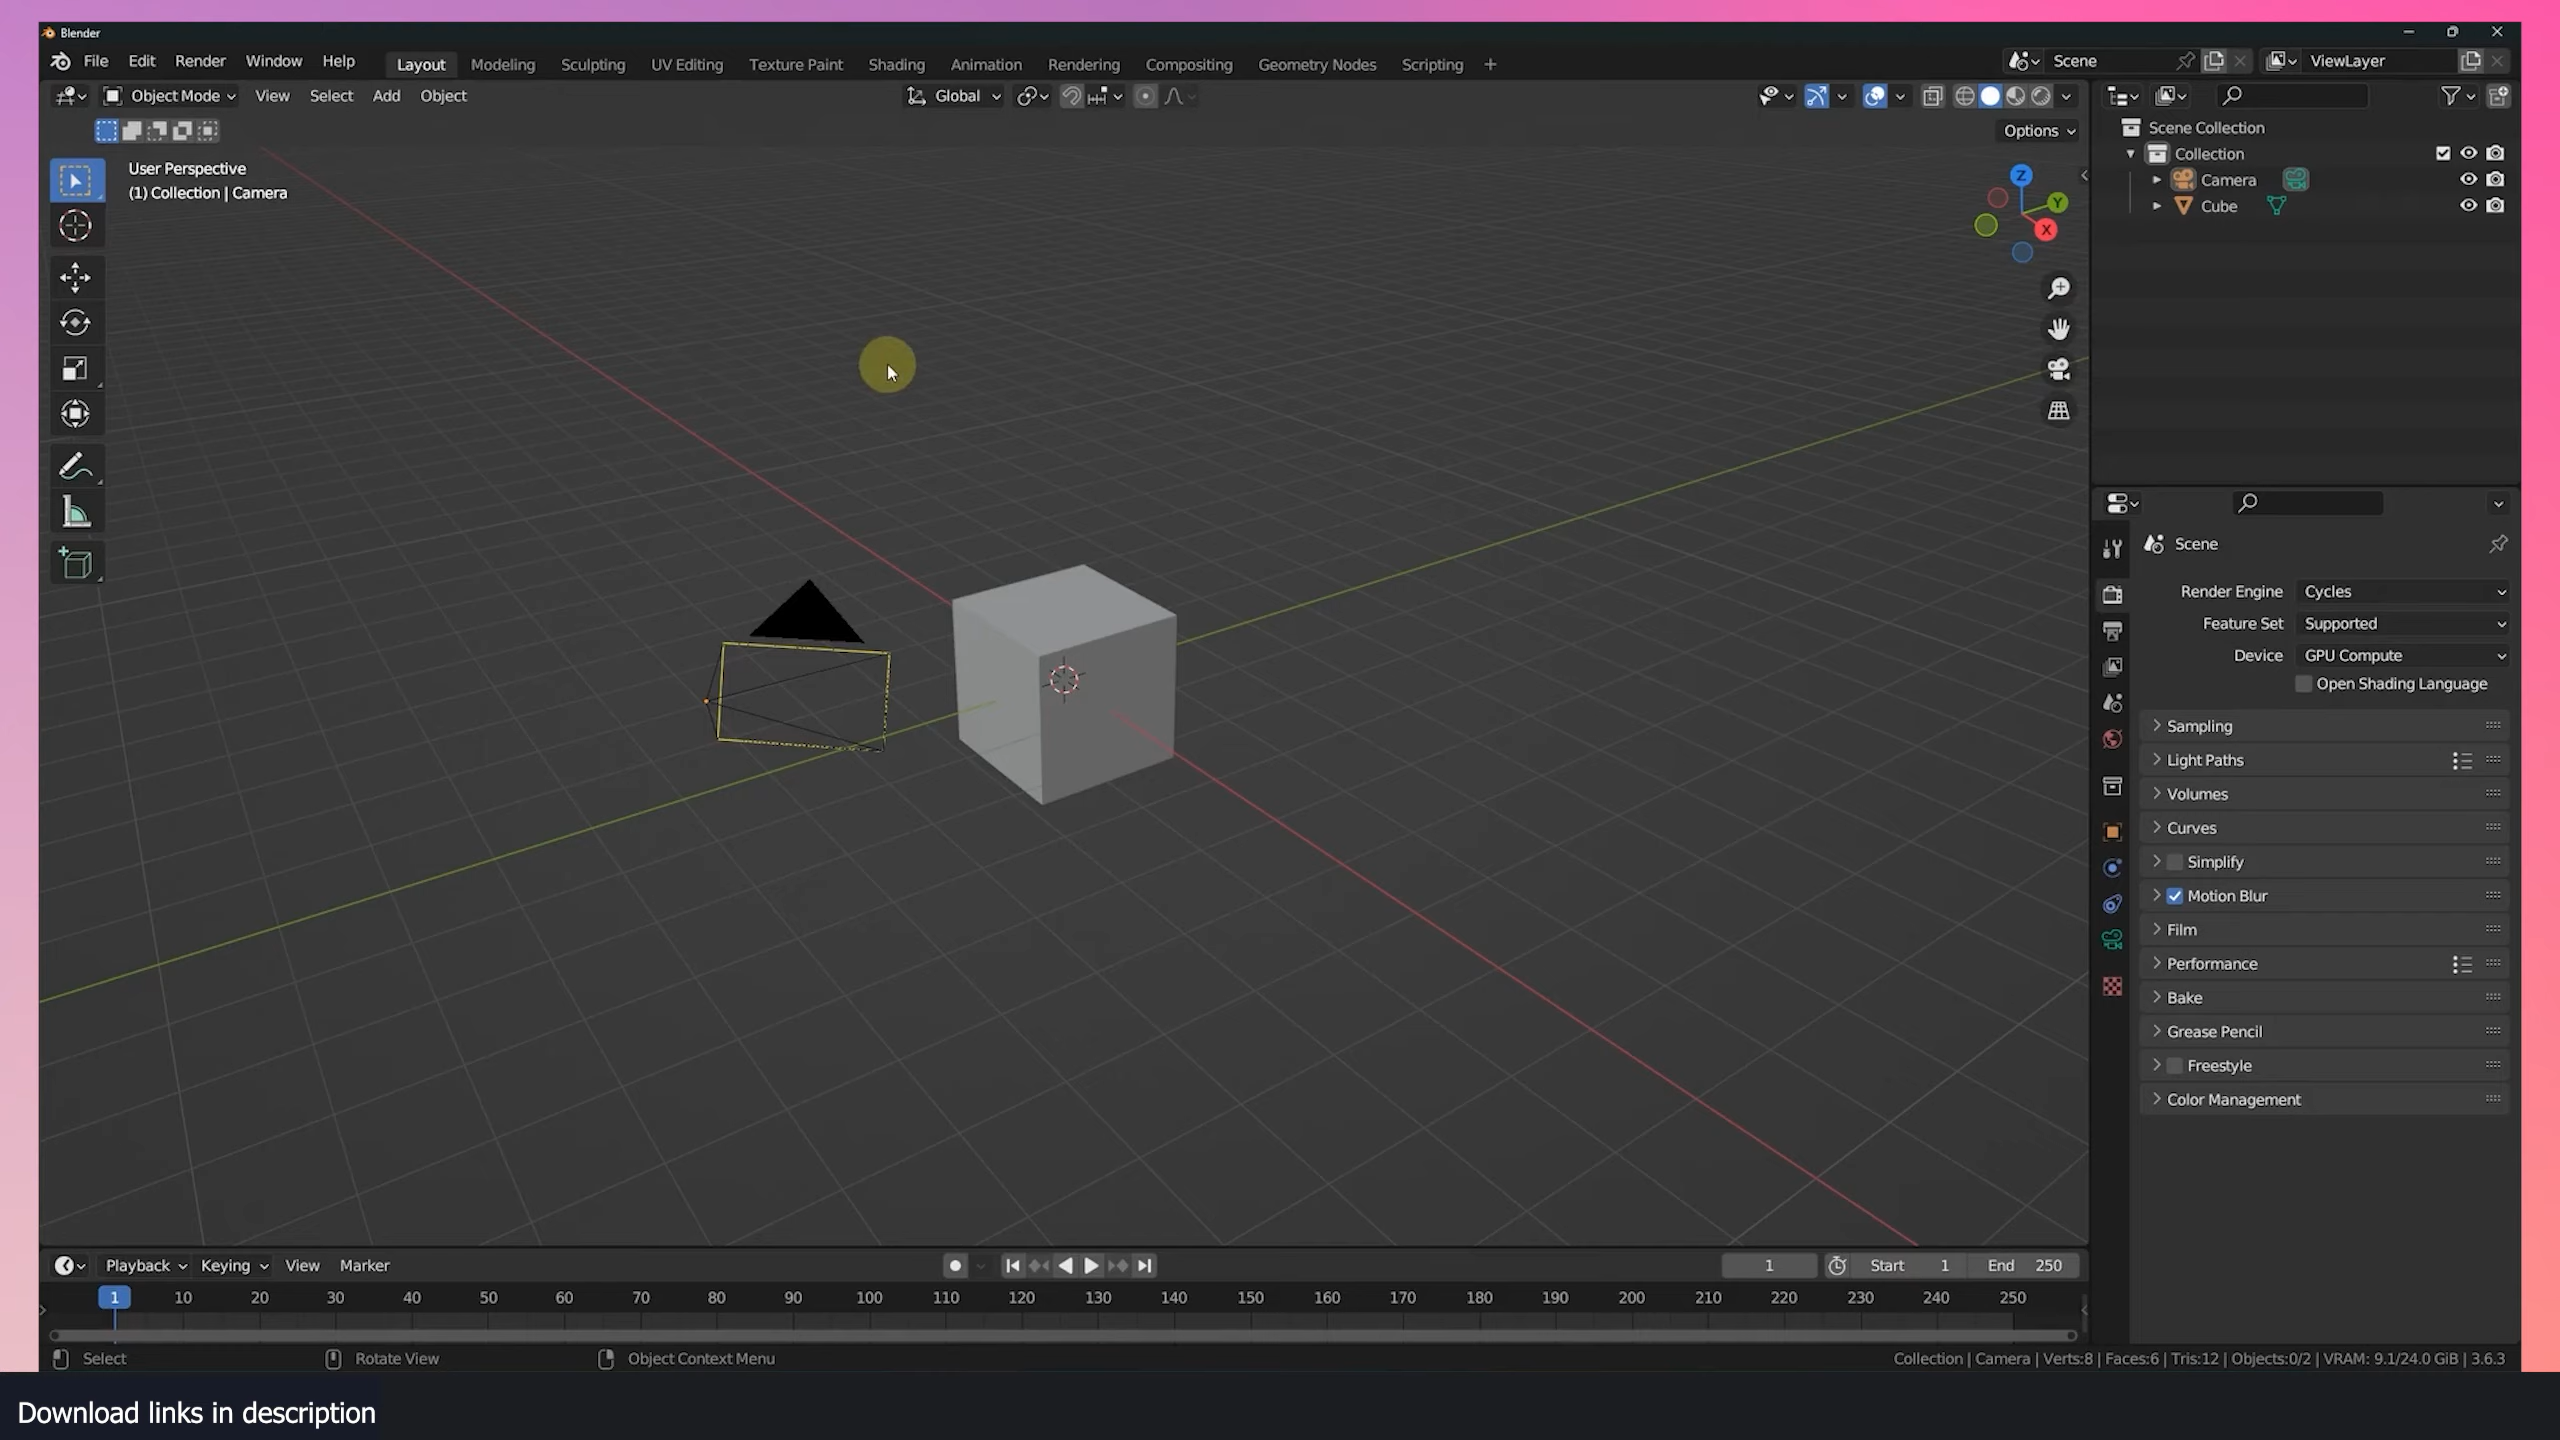 Blender
File Edit Render Window Help Layout Modeling Sculpting UV Editing Texture Paint Shading Animation Rendering Compositing Geometry Nodes Scripting + Scene ViewLayer
Object Mode View Select Add Object Global
Options
User Perspective
(1) Collection | Camera
Z
Y
X
Scene Collection
Collection
Camera
Cube
Scene
Render Engine Cycles
Feature Set Supported
Device GPU Compute
Open Shading Language
Sampling
Light Paths
Volumes
Curves
Simplify
Motion Blur
Film
Performance
Bake
Grease Pencil
Freestyle
Color Management
Playback Keying View Marker 1 Start 1 End 250
1 10 20 30 40 50 60 70 80 90 100 110 120 130 140 150 160 170 180 190 200 210 220 230 240 250
Select Rotate View Object Context Menu Collection | Camera | Verts:8 | Faces:6 | Tris:12 | Objects:0/2 | VRAM: 9.1/24.0 GiB | 3.6.3
Download links in description